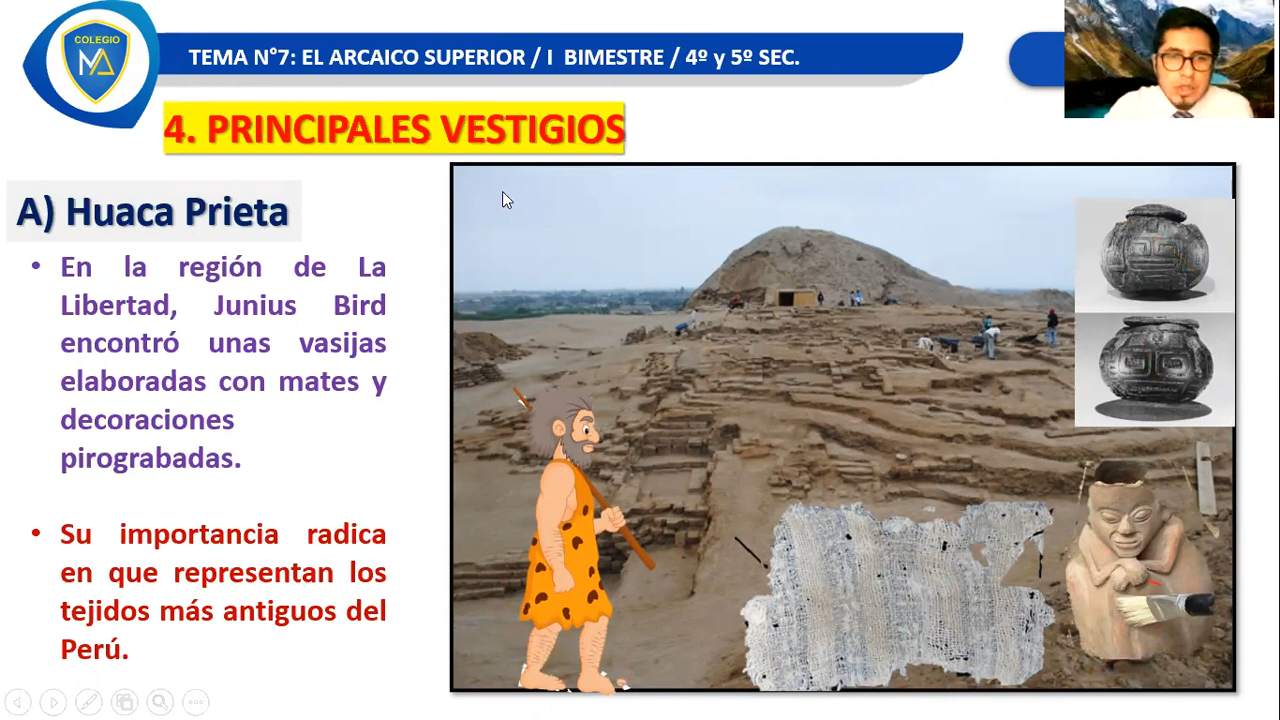 COLEGIO
MA
TEMA N°7: EL ARCAICO SUPERIOR / I BIMESTRE / 4º y 5º SEC.
4. PRINCIPALES VESTIGIOS
A) Huaca Prieta
• En la región de La
Libertad, Junius Bird
encontró unas vasijas
elaboradas con mates y
decoraciones
pirograbadas.
• Su importancia radica
en que representan los
tejidos más antiguos del
Perú.